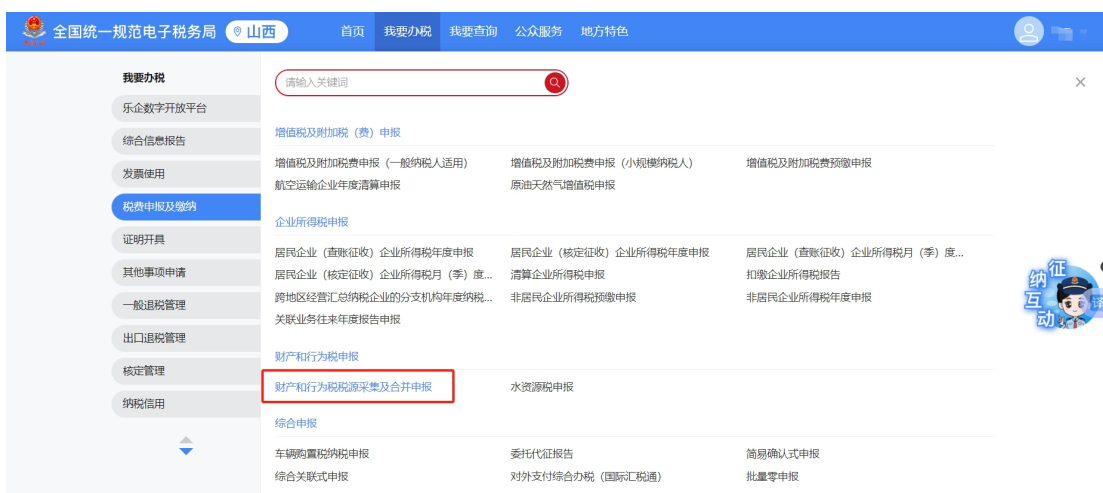 全国统一规范电子税务局 山西 首页 我要办税 我要查询 公众服务 地方特色
我要办税
乐企数字开放平台
综合信息报告
发票使用
税费申报及缴纳
证明开具
其他事项申请
一般退税管理
出口退税管理
核定管理
纳税信用
请输入关键词
增值税及附加税（费）申报
增值税及附加税费申报（一般纳税人适用） 增值税及附加税费申报（小规模纳税人） 增值税及附加税费预缴申报
航空运输企业年度清算申报 原油天然气增值税申报
企业所得税申报
居民企业（查账征收）企业所得税年度申报 居民企业（核定征收）企业所得税年度申报 居民企业（查账征收）企业所得税月（季）度...
居民企业（核定征收）企业所得税月（季）度... 清算企业所得税申报 扣缴企业所得税报告
跨地区经营汇总纳税企业的分支机构年度纳税... 非居民企业所得税预缴申报 非居民企业所得税年度申报
关联业务往来年度报告申报
财产和行为税申报
财产和行为税税源采集及合并申报 水资源税申报
综合申报
车辆购置税纳税申报 委托代征报告 简易确认式申报
综合关联式申报 对外支付综合办税（国际汇税通） 批量零申报
征纳互动
译